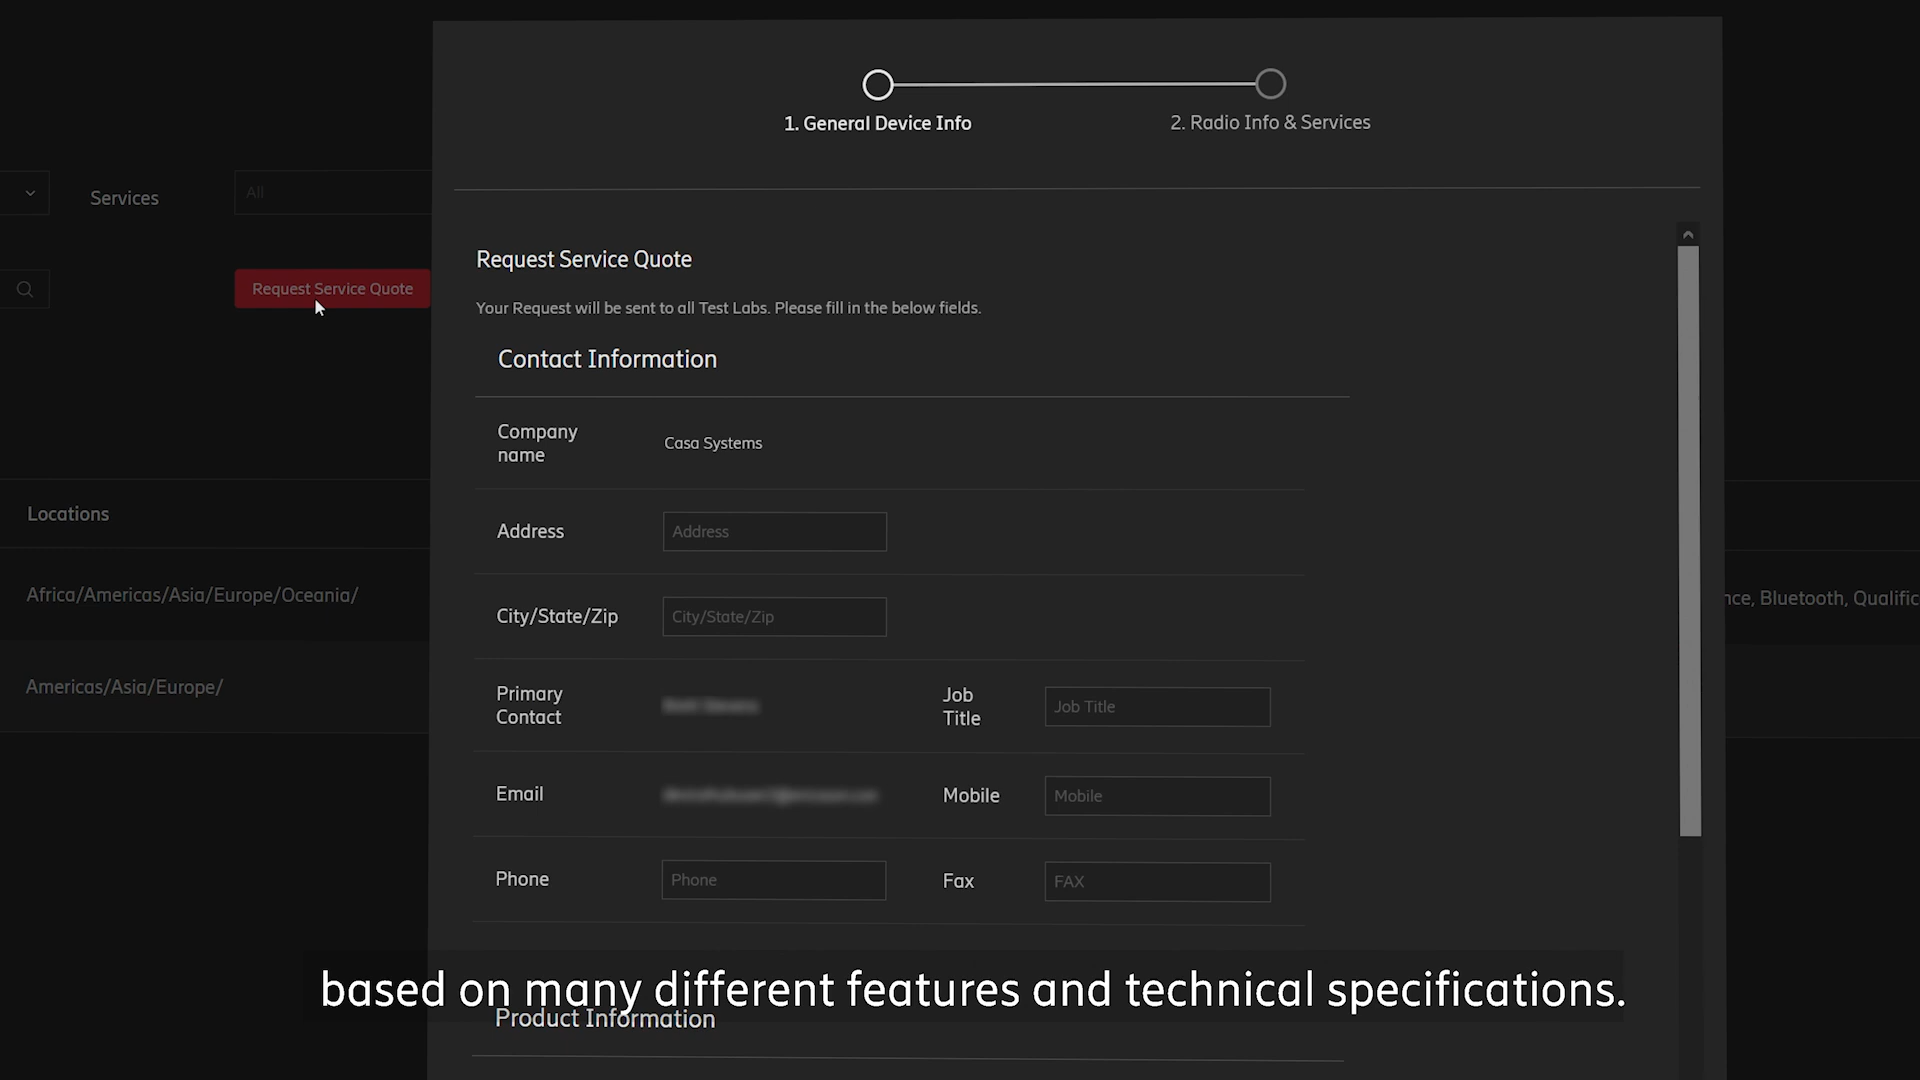 1. General Device Info
2. Radio Info & Services
Services
All
Request Service Quote
Locations
Africa/Americas/Asia/Europe/Oceania/
Americas/Asia/Europe/
Request Service Quote
Your Request will be sent to all Test Labs. Please fill in the below fields.
Contact Information
Company
name
Casa Systems
Address
Address
City/State/Zip
City/State/Zip
Primary
Contact
Job
Title
Job Title
Email
Mobile
Mobile
Phone
Phone
Fax
FAX
Bluetooth,
based on many different features and technical specifications.
Product Information